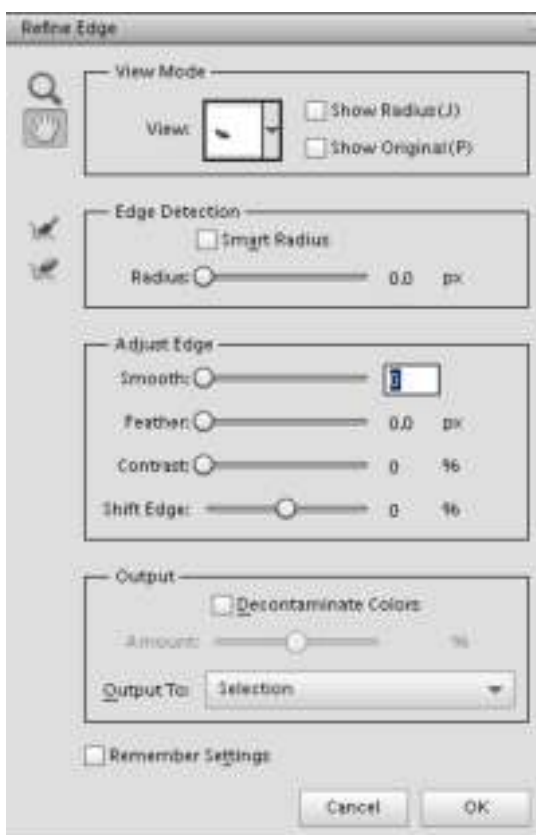 Refine Edge
View Mode
View:
Show Radius (J)
Show Original (P)
Edge Detection
Smart Radius
Radius: 0.0 px
Adjust Edge
Smooth: 0
Feather: 0.0 px
Contrast: 0 %
Shift Edge: 0 %
Output
Decontaminate Colors
Amount: %
Output To: Selection
Remember Settings
Cancel OK